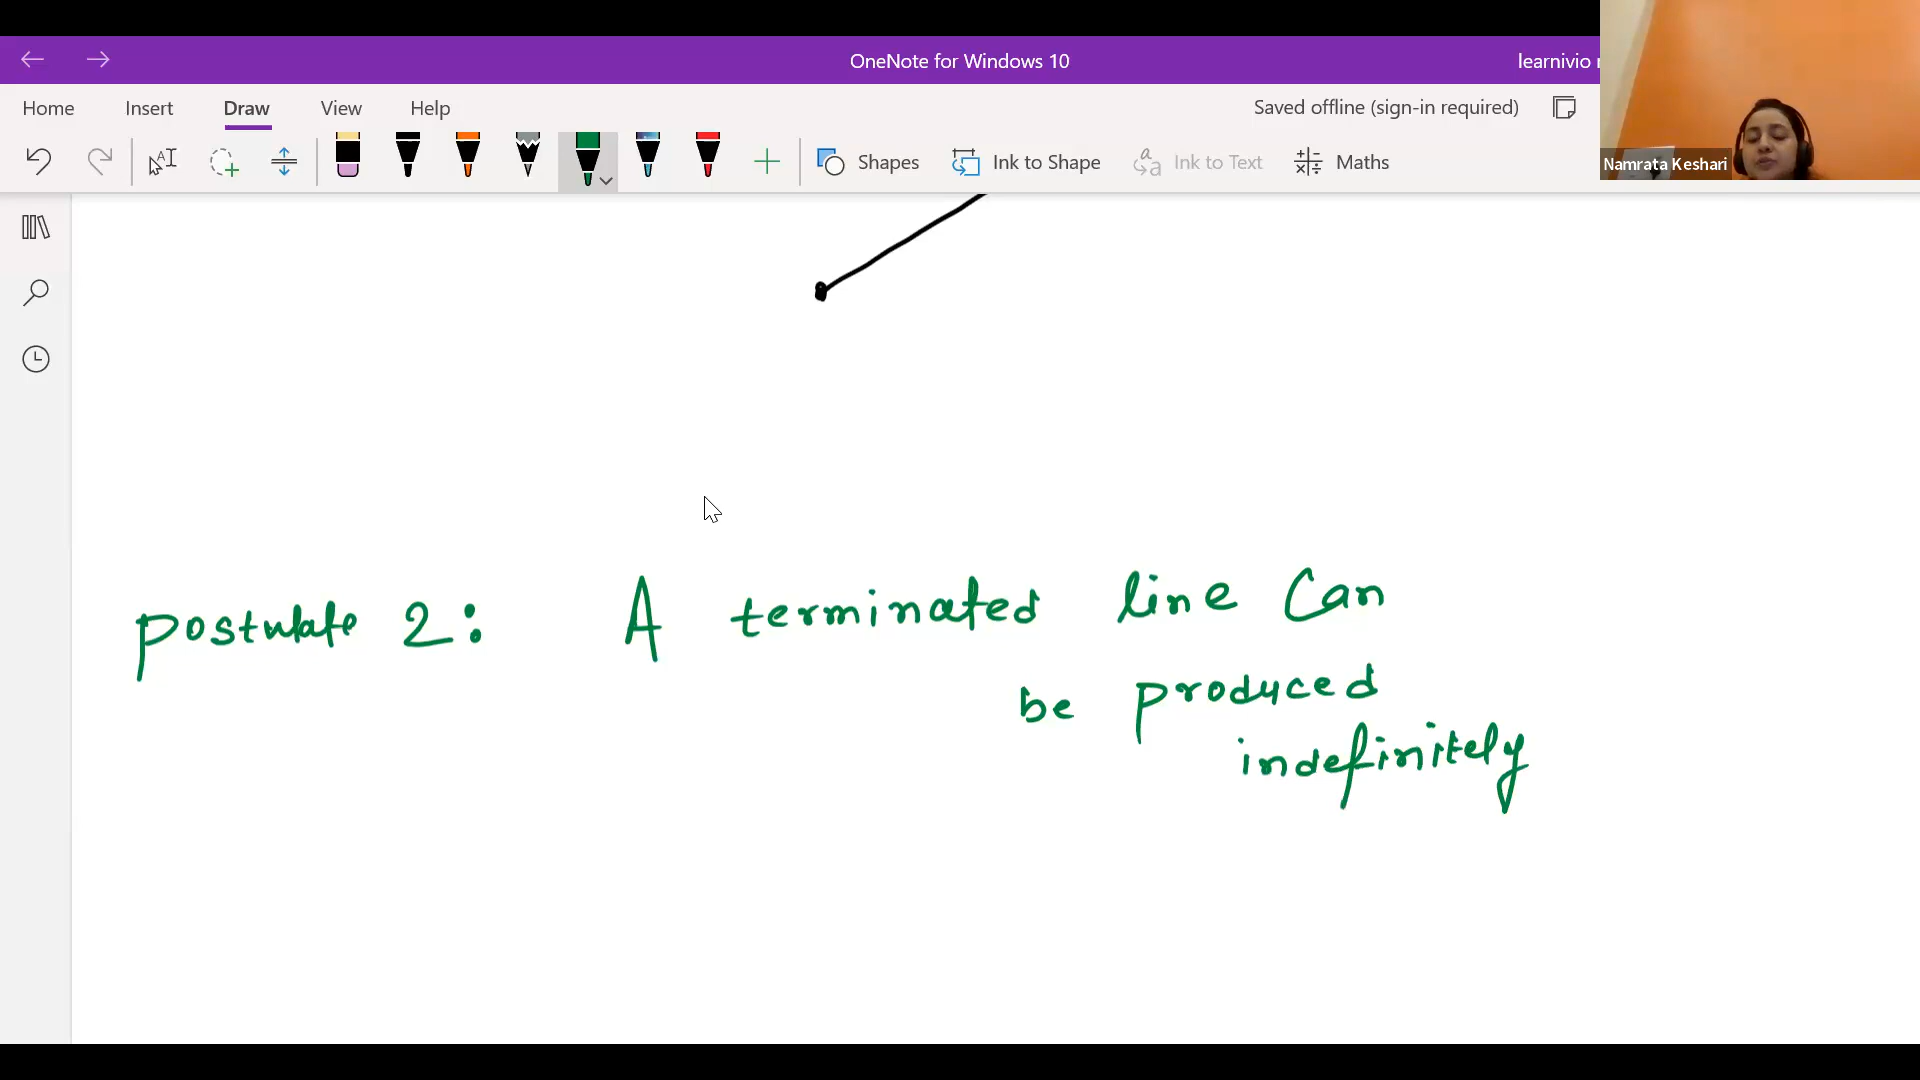 OneNote for Windows 10
learnivio
Home Insert Draw View Help
Saved offline (sign-in required)
Shapes Ink to Shape Ink to Text Maths
Namrata Keshari
postulate 2: A terminated line Can
be produced
indefinitely